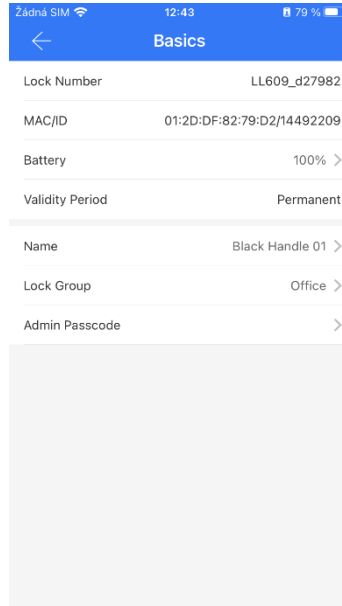 Žádná SIM 12:43 79 %
Basics
Lock Number LL609_d27982
MAC/ID 01:2D:DF:82:79:D2/14492209
Battery 100%
Validity Period Permanent
Name Black Handle 01
Lock Group Office
Admin Passcode